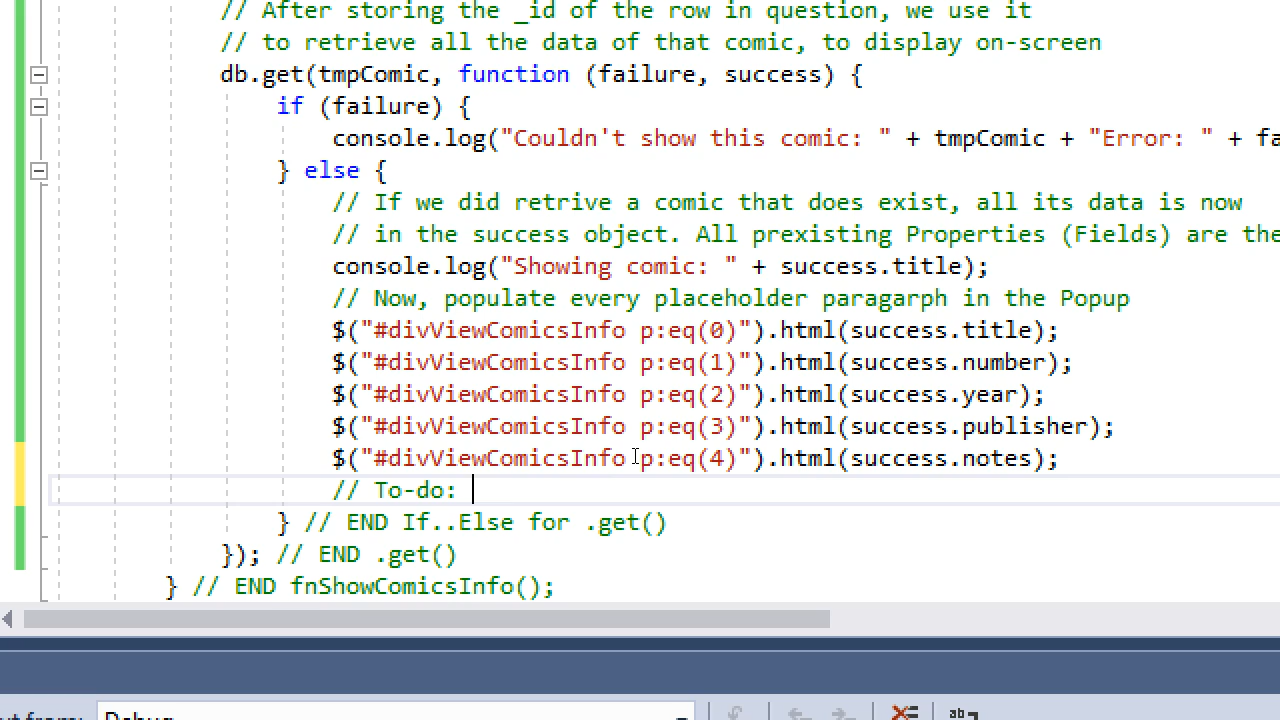 // After storing the _id of the row in question, we use it
// to retrieve all the data of that comic, to display on-screen
db.get(tmpComic, function (failure, success) {
if (failure) {
console.log("Couldn't show this comic: " + tmpComic + "Error: " + fa
} else {
// If we did retrive a comic that does exist, all its data is now
// in the success object. All prexisting Properties (Fields) are the
console.log("Showing comic: " + success.title);
// Now, populate every placeholder paragarph in the Popup
$("#divViewComicsInfo p:eq(0)").html(success.title);
$("#divViewComicsInfo p:eq(1)").html(success.number);
$("#divViewComicsInfo p:eq(2)").html(success.year);
$("#divViewComicsInfo p:eq(3)").html(success.publisher);
$("#divViewComicsInfo p:eq(4)").html(success.notes);
// To-do:
} // END If..Else for .get()
}); // END .get()
} // END fnShowComicsInfo();
from: Debug